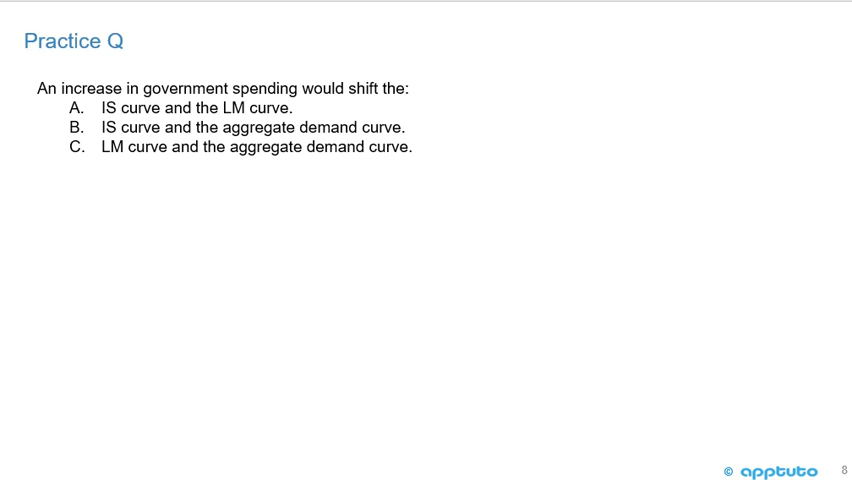 Practice Q
An increase in government spending would shift the:
A. IS curve and the LM curve.
B. IS curve and the aggregate demand curve.
C. LM curve and the aggregate demand curve.
© apptuto 8